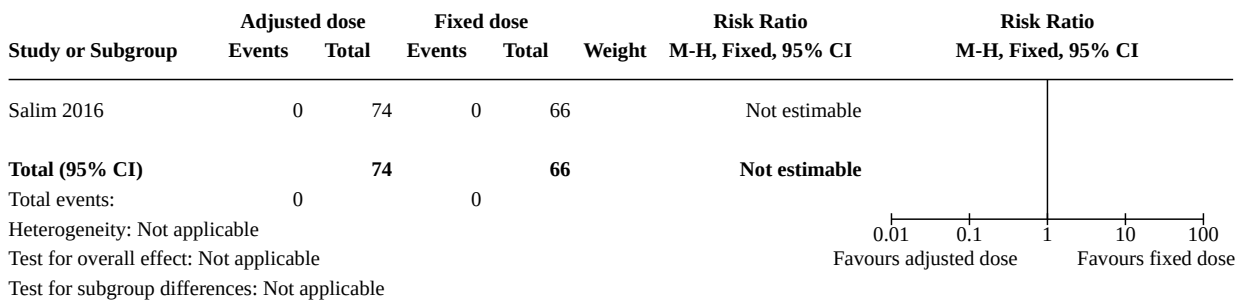 Adjusted dose Fixed dose Risk Ratio Risk Ratio
Study or Subgroup Events Total Events Total Weight M-H, Fixed, 95% CI M-H, Fixed, 95% CI
Salim 2016 0 74 0 66 Not estimable
Total (95% CI) 74 66 Not estimable
Total events: 0 0
Heterogeneity: Not applicable
0.01 0.1 1 10 100
Test for overall effect: Not applicable Favours adjusted dose Favours fixed dose
Test for subgroup differences: Not applicable